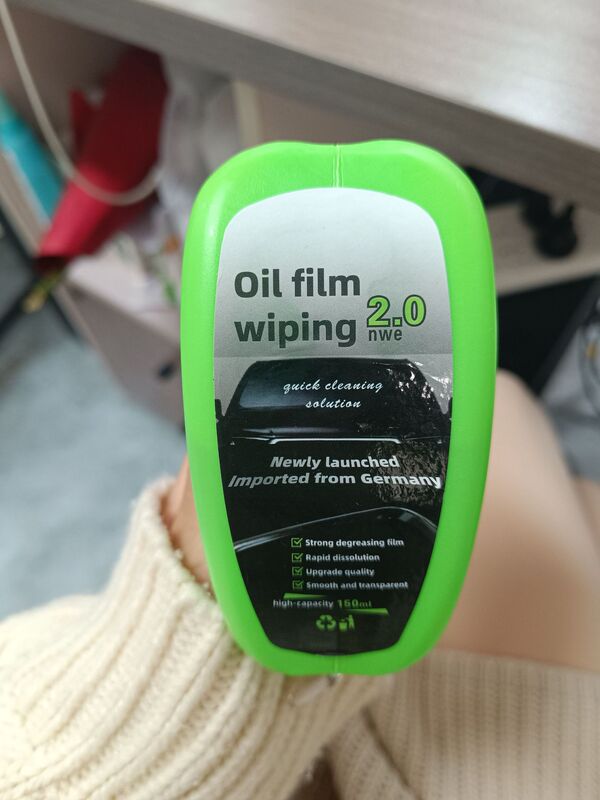 Oil film
wiping 2.0
nwe
quick cleaning
solution
Newly launched
Imported from Germany
Strong degreasing film
Rapid dissolution
Upgrade quality
Smooth and transparent
high-capacity 150ml